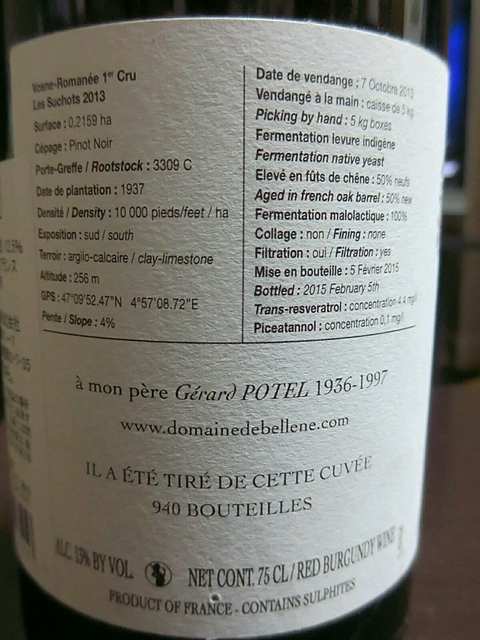 Vosne-Romanée 1er Cru
Les Suchots 2013
Surface : 0,2159 ha
Cépage : Pinot Noir
Porte-Greffe / Rootstock : 3309 C
Date de plantation : 1937
Densité / Density : 10 000 pieds/feet / ha
Exposition : sud / south
Terroir : argilo-calcaire / clay-limestone
Altitude : 256 m
GPS : 47°09'52.47"N 4°57'08.72"E
Pente / Slope : 4%
Date de vendange : 7 Octobre 2013
Vendangé à la main : caisse de 5 kg
Picking by hand : 5 kg boxes
Fermentation levure indigène
Fermentation native yeast
Elevé en fûts de chêne : 50% neufs
Aged in french oak barrel : 50% new
Fermentation malolactique : 100%
Collage : non / Fining : none
Filtration : oui / Filtration : yes
Mise en bouteille : 5 Février 2015
Bottled : 2015 February 5th
Trans-resveratrol : concentration 4.4 mg/l
Piceatannol : concentration 0,1 mg/l
à mon père Gérard POTEL 1936-1997
www.domainedebellene.com
IL A ÉTÉ TIRÉ DE CETTE CUVÉE
940 BOUTEILLES
ALC. 13% BY VOL. NET CONT. 75 CL / RED BURGUNDY WINE
PRODUCT OF FRANCE - CONTAINS SULPHITES